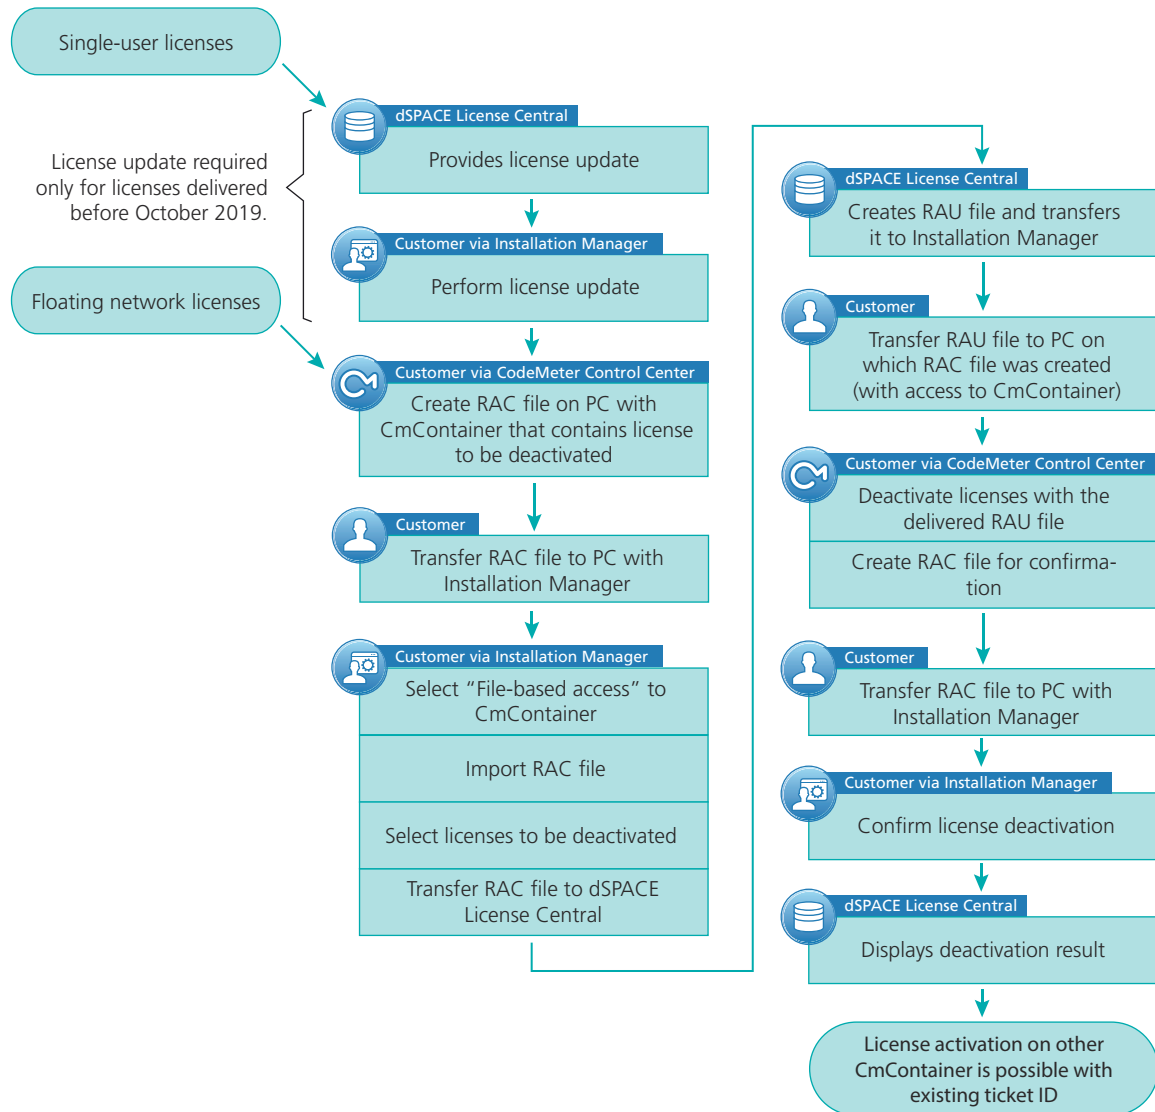 Single-user licenses
dSPACE License Central
Provides license update
License update required
only for licenses delivered
before October 2019.
Customer via Installation Manager
Perform license update
Floating network licenses
Customer via CodeMeter Control Center
Create RAC file on PC with
CmContainer that contains license
to be deactivated
Customer
Transfer RAC file to PC with
Installation Manager
Customer via Installation Manager
Select “File-based access” to
CmContainer
Import RAC file
Select licenses to be deactivated
Transfer RAC file to dSPACE
License Central
dSPACE License Central
Creates RAU file and transfers
it to Installation Manager
Customer
Transfer RAU file to PC on
which RAC file was created
(with access to CmContainer)
Customer via CodeMeter Control Center
Deactivate licenses with the
delivered RAU file
Create RAC file for confirma-
tion
Customer
Transfer RAC file to PC with
Installation Manager
Customer via Installation Manager
Confirm license deactivation
dSPACE License Central
Displays deactivation result
License activation on other
CmContainer is possible with
existing ticket ID